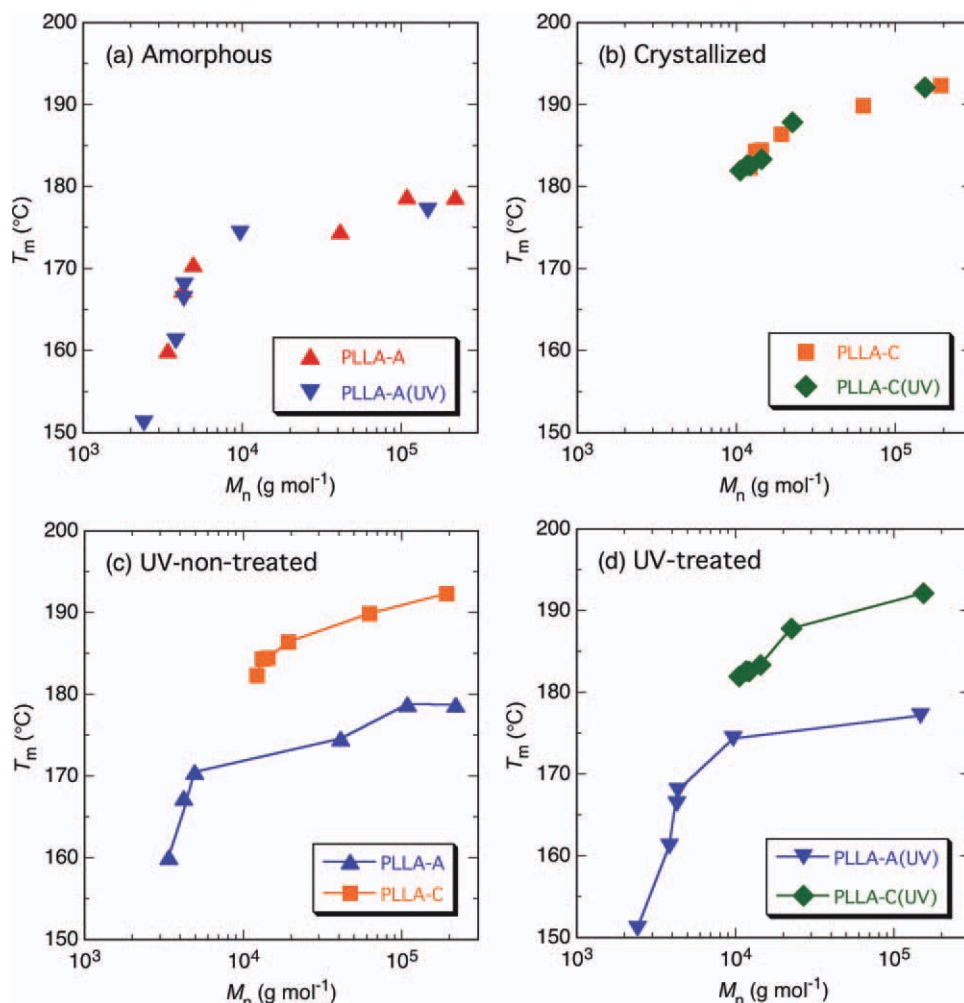 (a) Amorphous
200
190
180
170
160
150
Tm (°C)
PLLA-A
PLLA-A(UV)
10³
10⁴
10⁵
Mn (g mol⁻¹)
(b) Crystallized
200
190
180
170
160
150
Tm (°C)
PLLA-C
PLLA-C(UV)
10³
10⁴
10⁵
Mn (g mol⁻¹)
(c) UV-non-treated
200
190
180
170
160
150
Tm (°C)
PLLA-A
PLLA-C
10³
10⁴
10⁵
Mn (g mol⁻¹)
(d) UV-treated
200
190
180
170
160
150
Tm (°C)
PLLA-A(UV)
PLLA-C(UV)
10³
10⁴
10⁵
Mn (g mol⁻¹)